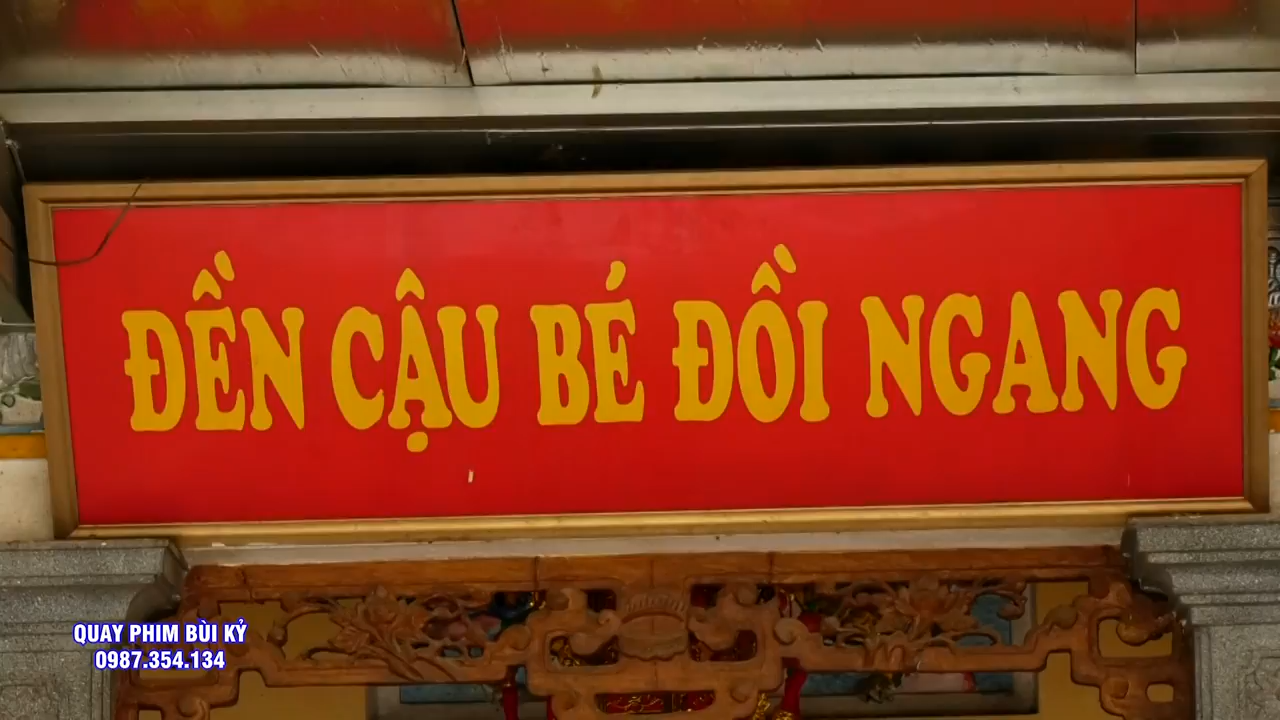 ĐỀN CẬU BÉ ĐỒI NGANG
QUAY PHIM BÙI KỶ
0987.354.134